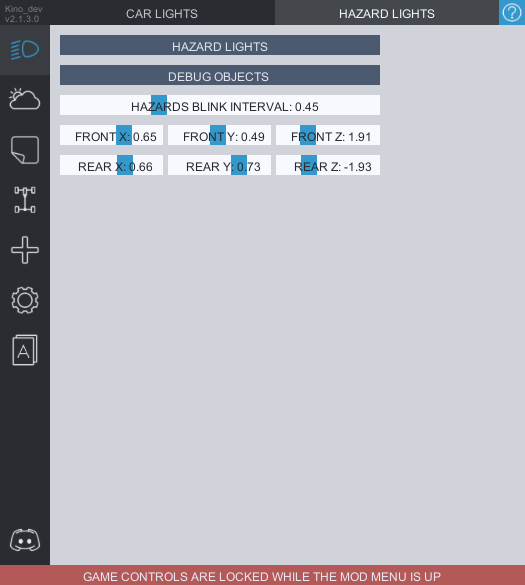 Kino_dev
v2.1.3.0
CAR LIGHTS
HAZARD LIGHTS
?
HAZARD LIGHTS
DEBUG OBJECTS
HAZARDS BLINK INTERVAL: 0.45
FRONT X: 0.65
FRONT Y: 0.49
FRONT Z: 1.91
REAR X: 0.66
REAR Y: 0.73
REAR Z: -1.93
A
GAME CONTROLS ARE LOCKED WHILE THE MOD MENU IS UP